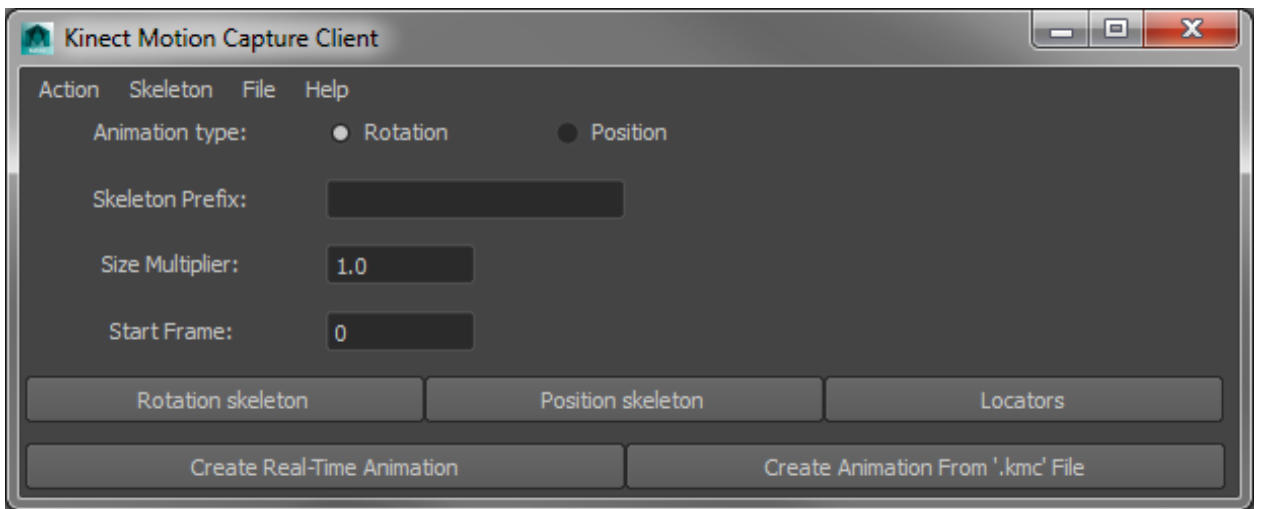 Kinect Motion Capture Client
Action Skeleton File Help
Animation type: Rotation Position
Skeleton Prefix:
Size Multiplier: 1.0
Start Frame: 0
Rotation skeleton Position skeleton Locators
Create Real-Time Animation Create Animation From '.kmc' File